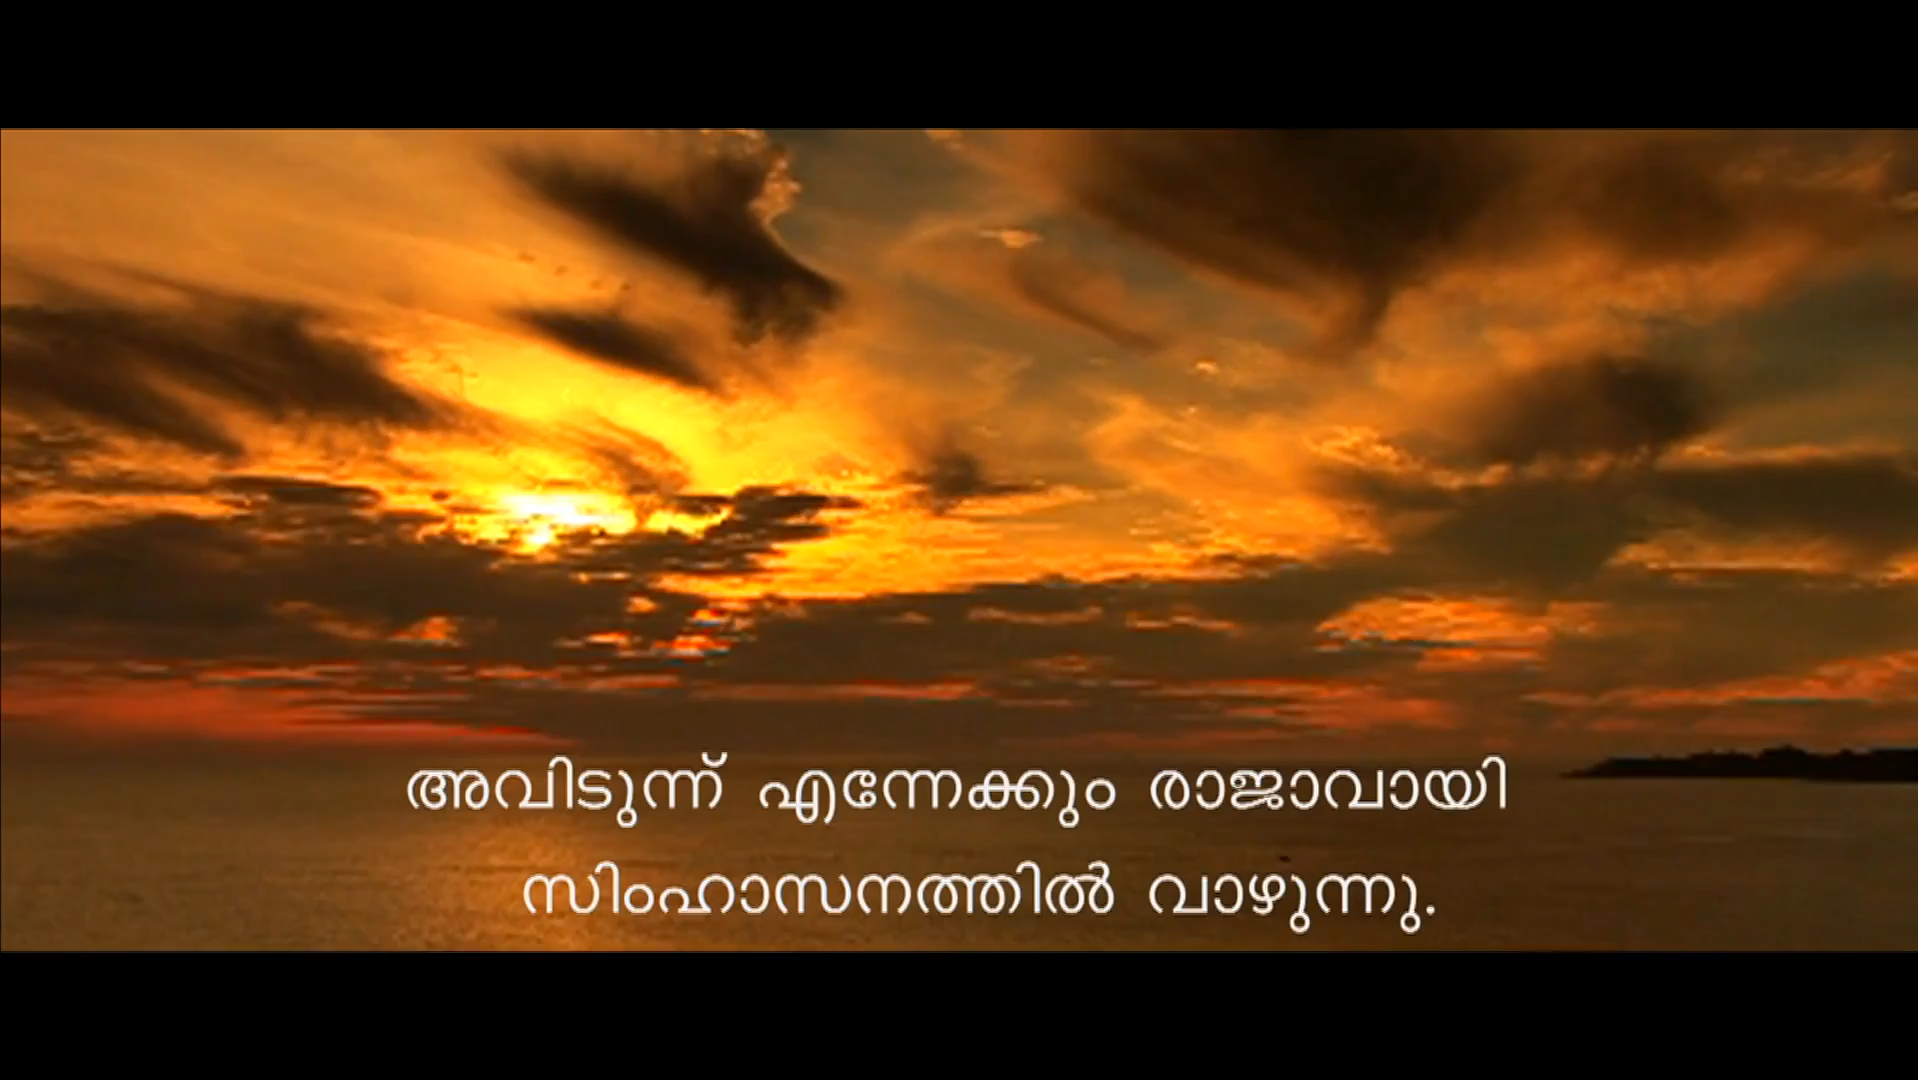 അവിടുന്ന് എന്നേക്കും രാജാവായി
സിംഹാസനത്തിൽ വാഴുന്നു.